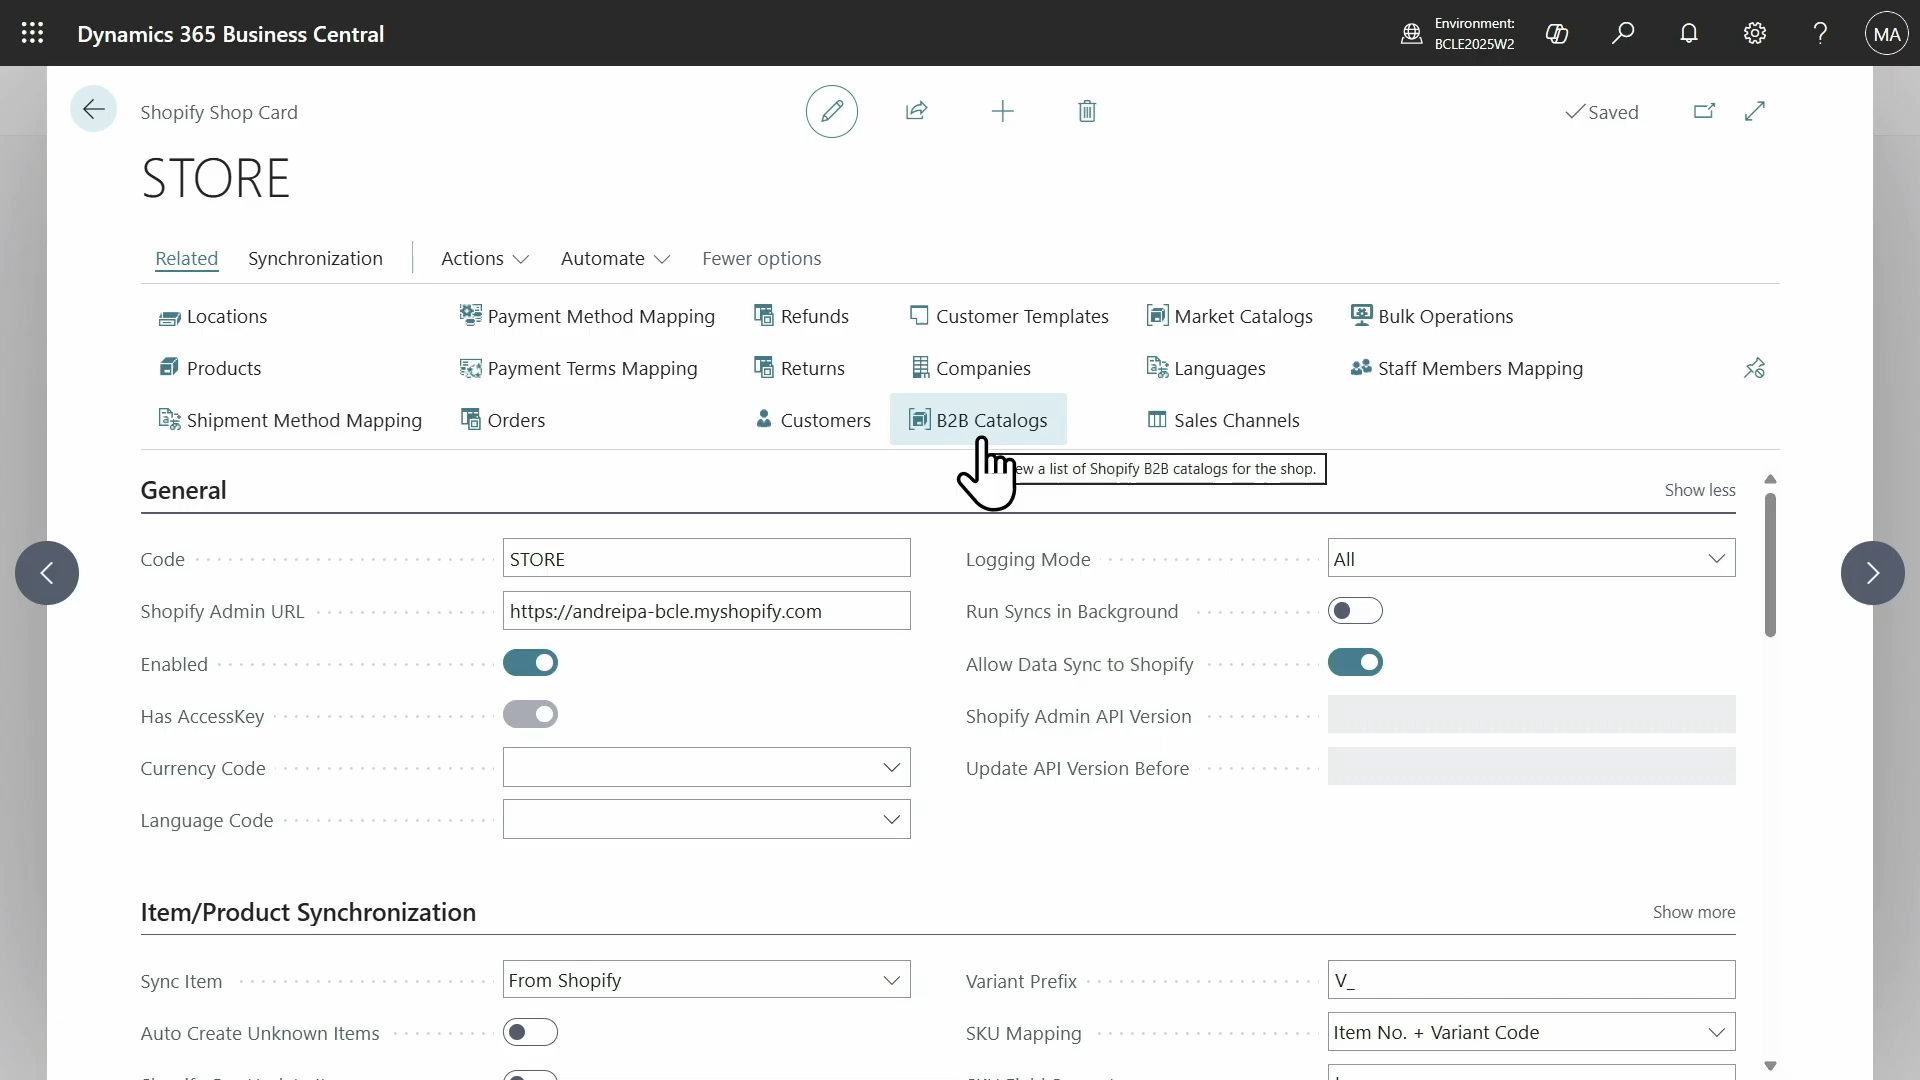 Dynamics 365 Business Central
Environment:
BCLE2025W2
MA
Shopify Shop Card
Saved
STORE
Related Synchronization Actions Automate Fewer options
Locations Payment Method Mapping Refunds Customer Templates Market Catalogs Bulk Operations
Products Payment Terms Mapping Returns Companies Languages Staff Members Mapping
Shipment Method Mapping Orders Customers B2B Catalogs Sales Channels
a list of Shopify B2B catalogs for the shop.
General Show less
Code STORE Logging Mode All
Shopify Admin URL https://andreipa-bcle.myshopify.com Run Syncs in Background
Enabled Allow Data Sync to Shopify
Has AccessKey Shopify Admin API Version
Currency Code Update API Version Before
Language Code
Item/Product Synchronization Show more
Sync Item From Shopify Variant Prefix V_
Auto Create Unknown Items SKU Mapping Item No. + Variant Code